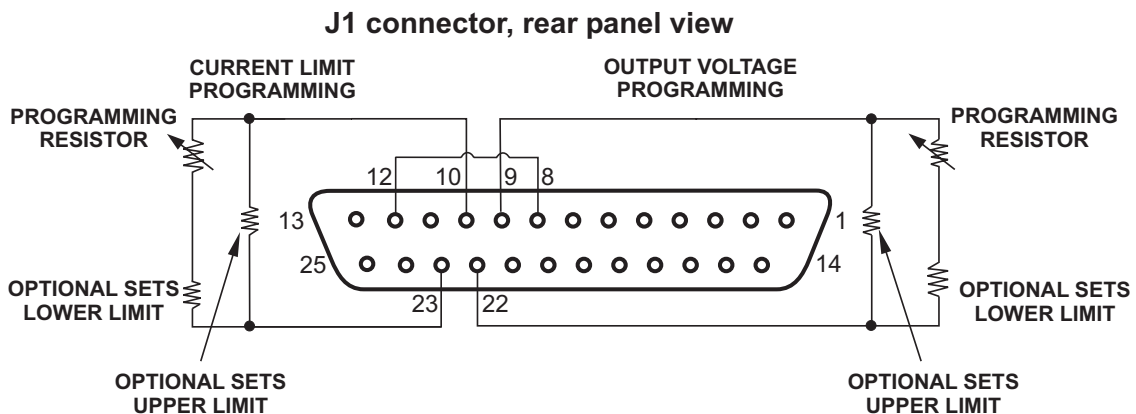 J1 connector, rear panel view
CURRENT LIMIT
PROGRAMMING
OUTPUT VOLTAGE
PROGRAMMING
PROGRAMMING
RESISTOR
PROGRAMMING
RESISTOR
12
10
9
8
13
1
25
14
23
22
OPTIONAL SETS
LOWER LIMIT
OPTIONAL SETS
LOWER LIMIT
OPTIONAL SETS
UPPER LIMIT
OPTIONAL SETS
UPPER LIMIT